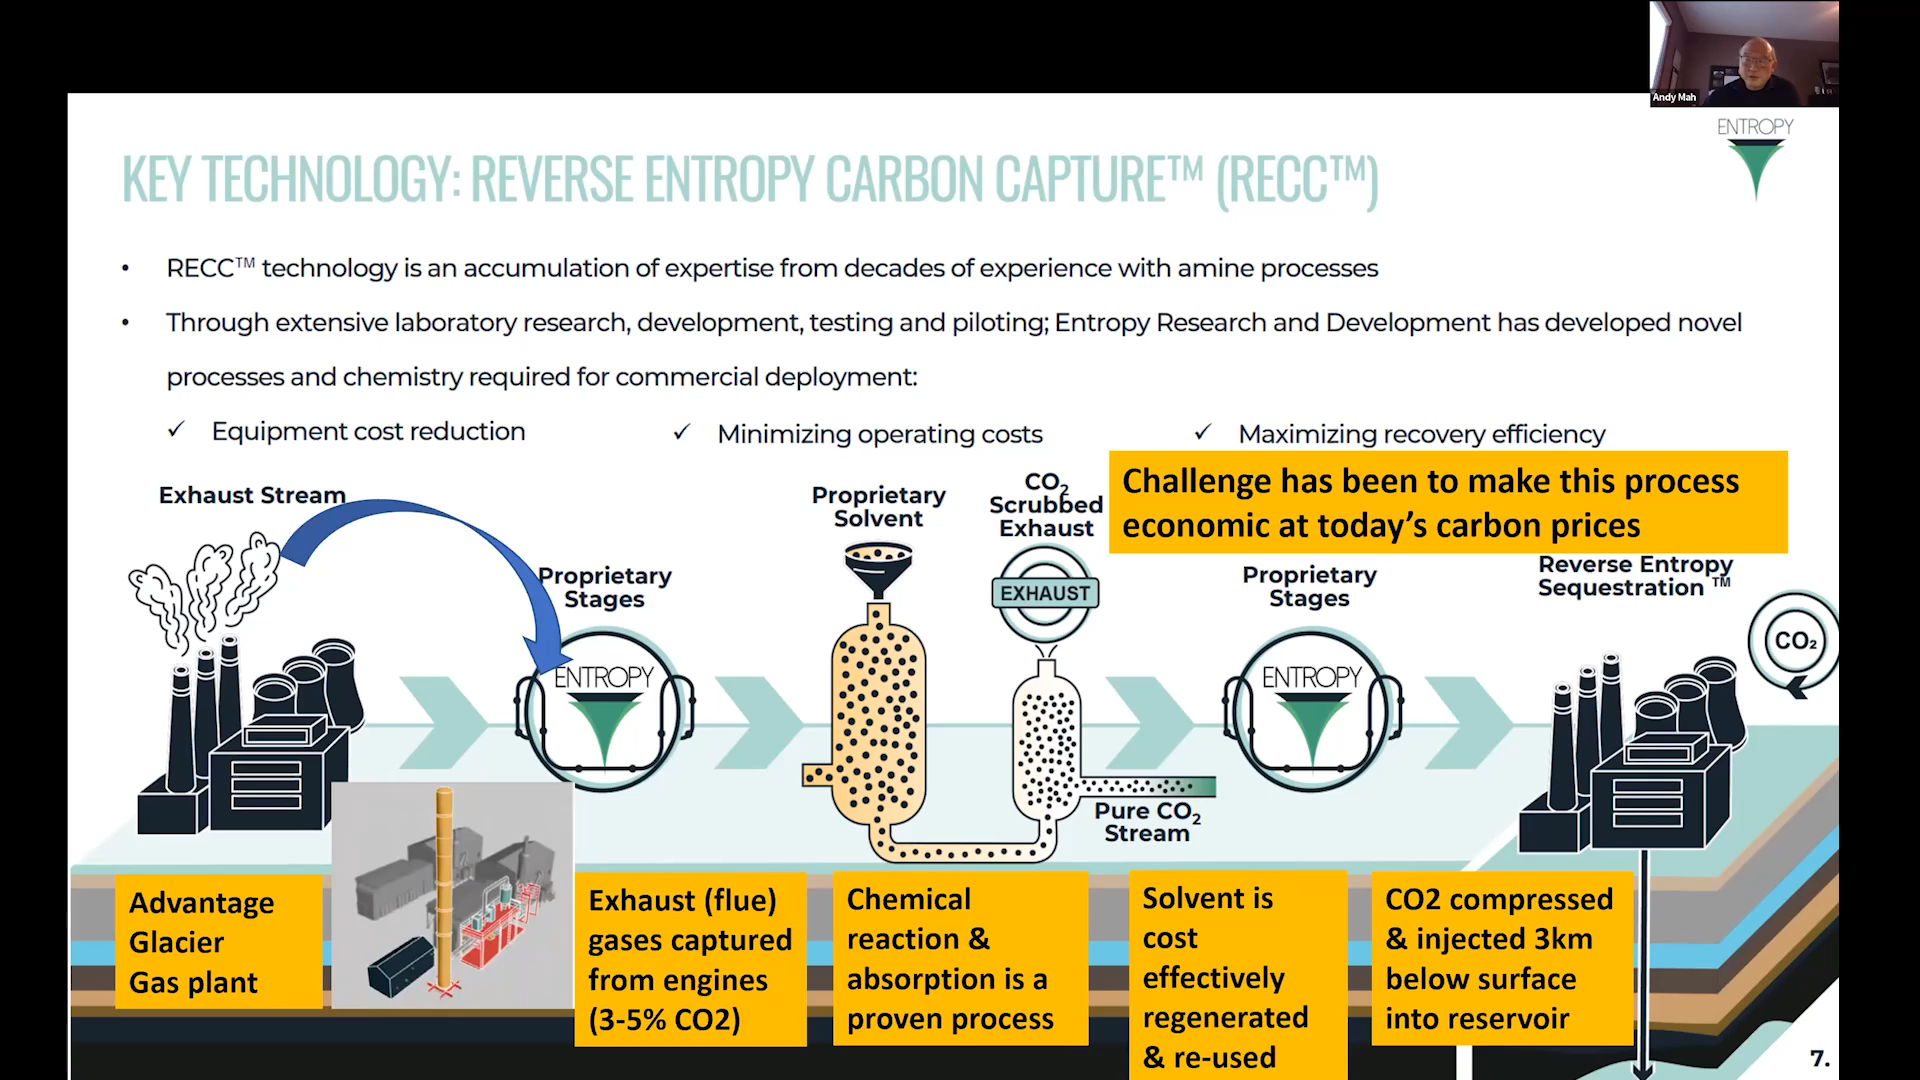 Andy Mah
ENTROPY
KEY TECHNOLOGY: REVERSE ENTROPY CARBON CAPTURE™ (RECC™)
• RECC™ technology is an accumulation of expertise from decades of experience with amine processes
• Through extensive laboratory research, development, testing and piloting; Entropy Research and Development has developed novel
processes and chemistry required for commercial deployment:
✓ Equipment cost reduction
✓ Minimizing operating costs
✓ Maximizing recovery efficiency
Challenge has been to make this process
economic at today's carbon prices
Exhaust Stream
Proprietary
Stages
ENTROPY
Proprietary
Solvent
CO₂
Scrubbed
Exhaust
EXHAUST
Pure CO₂
Stream
Proprietary
Stages
ENTROPY
Reverse Entropy
Sequestration ™
CO₂
Advantage
Glacier
Gas plant
Exhaust (flue)
gases captured
from engines
(3-5% CO2)
Chemical
reaction &
absorption is a
proven process
Solvent is
cost
effectively
regenerated
& re-used
CO2 compressed
& injected 3km
below surface
into reservoir
7.